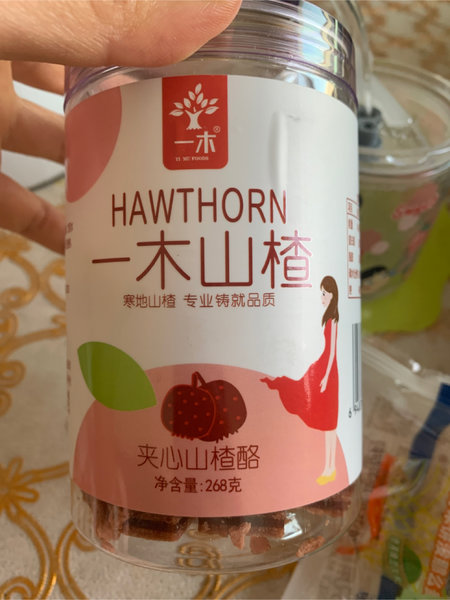 一木®
YI MU FOODS
HAWTHORN
一木山楂
寒地山楂 专业铸就品质
夹心山楂酪
净含量:268克